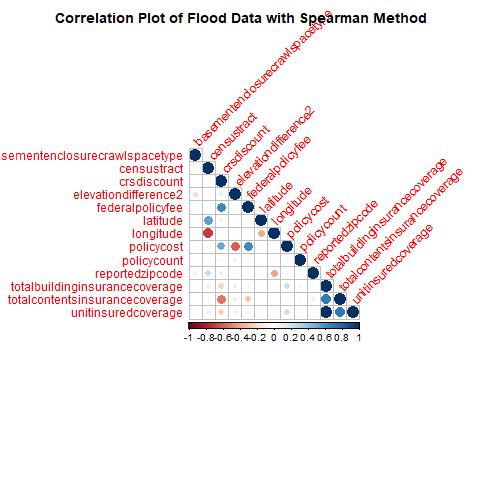 Correlation Plot of Flood Data with Spearman Method
basementenclosurecrawlspacetype
censustract
crsdiscount
elevationdifference2
federalpolicyfee
latitude
longitude
policycost
policycount
reportedzipcode
totalbuildinginsurancecoverage
totalcontentsinsurancecoverage
unitinsuredcoverage
sementenclosurecrawlspacetype
censustract
crsdiscount
elevationdifference2
federalpolicyfee
latitude
longitude
policycost
policycount
reportedzipcode
totalbuildinginsurancecoverage
totalcontentsinsurancecoverage
unitinsuredcoverage
-1 -0.8 -0.6 -0.4 -0.2 0 0.2 0.4 0.6 0.8 1